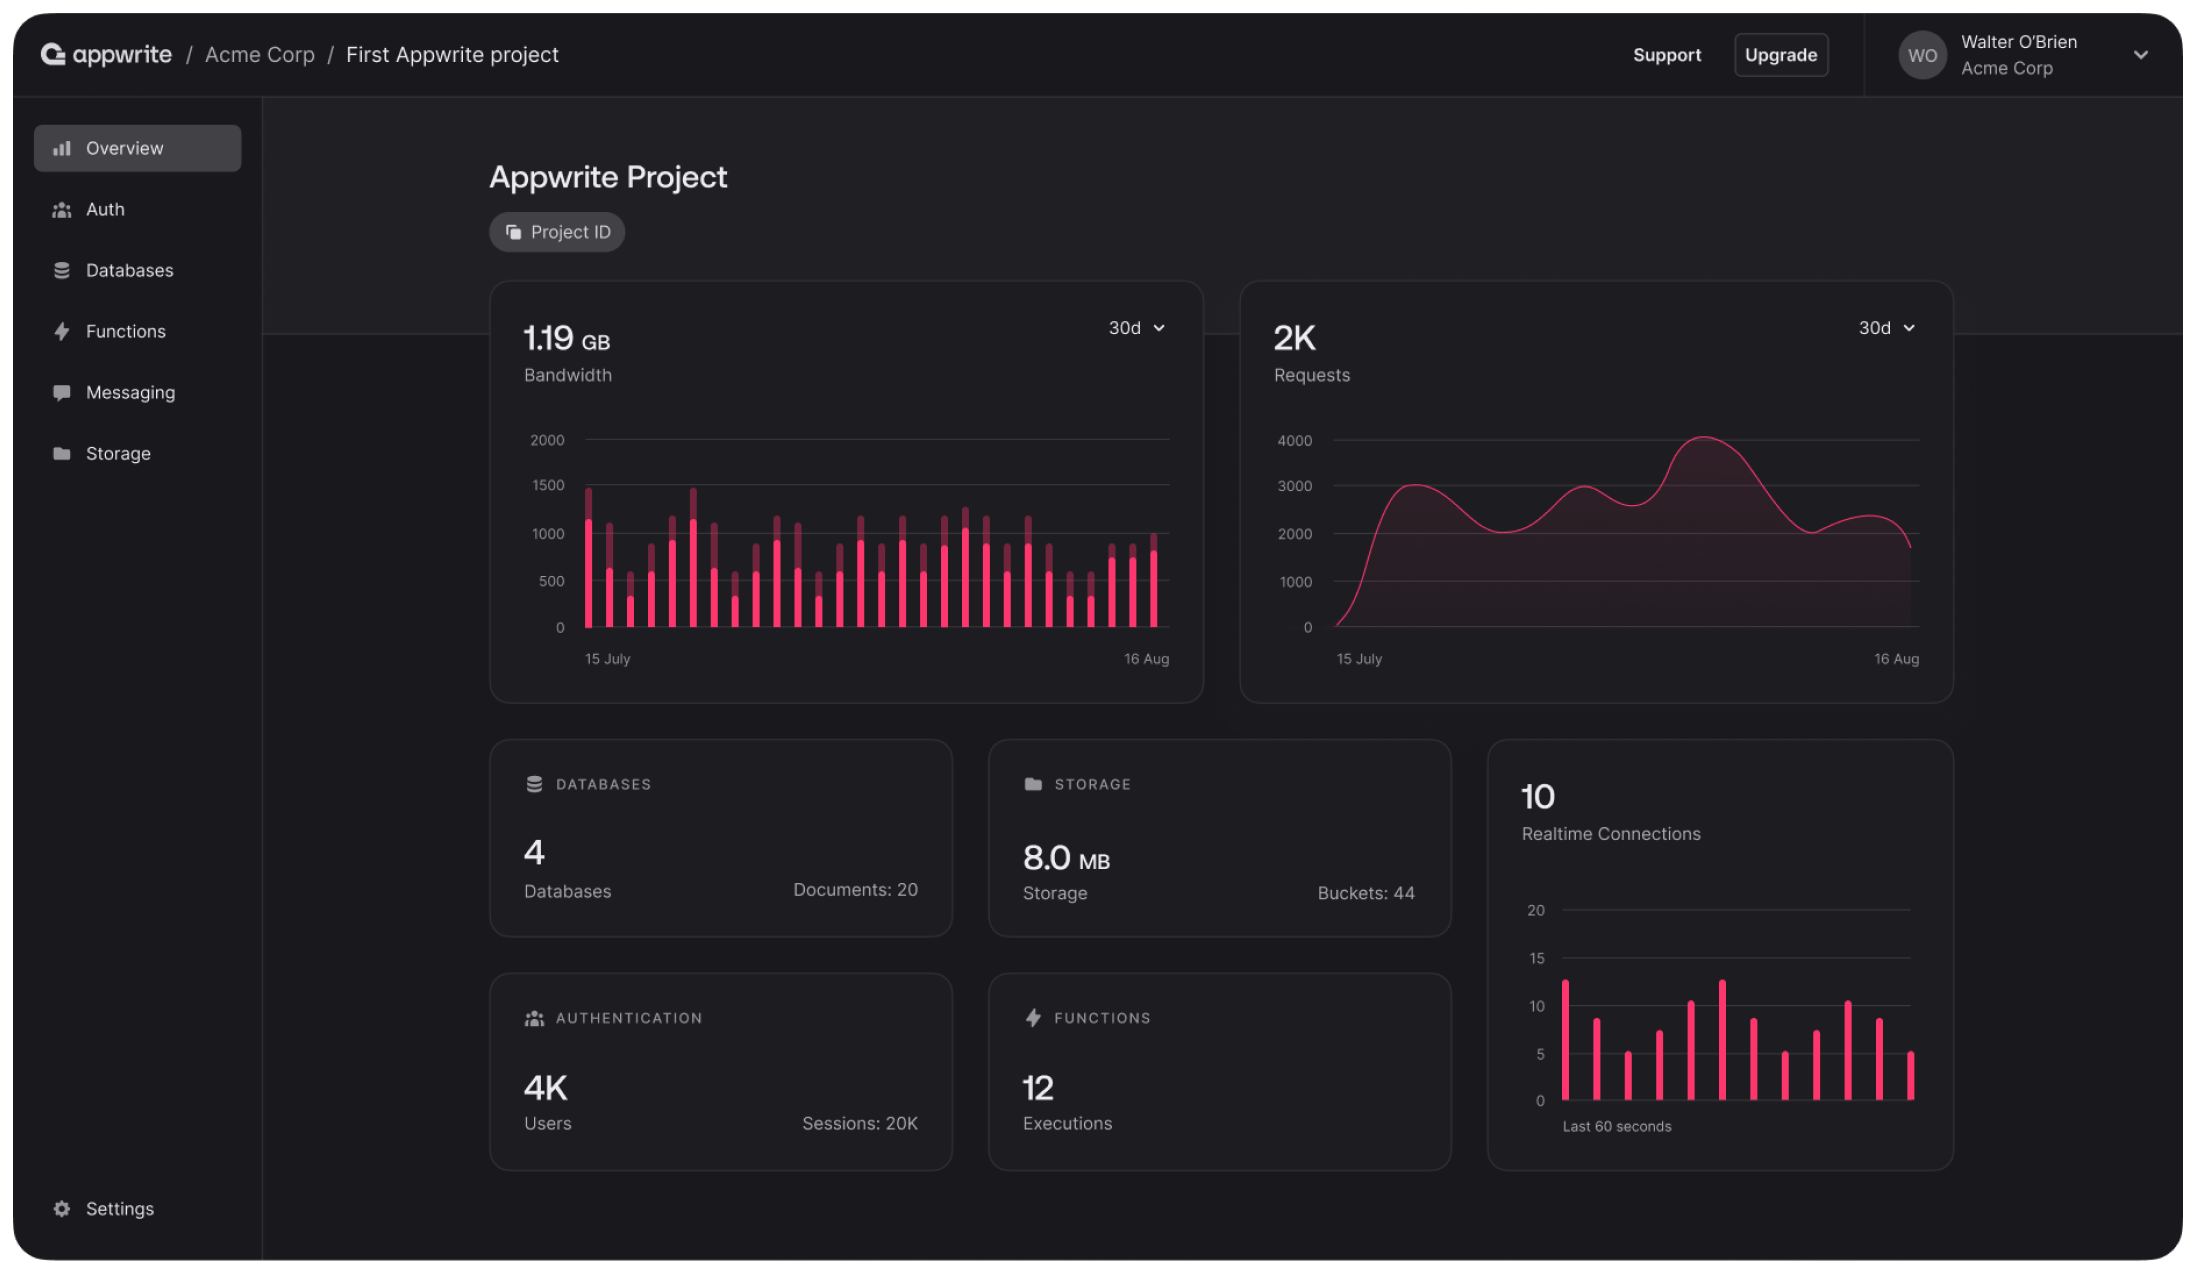 appwrite / Acme Corp / First Appwrite project
Support
Upgrade
WO
Walter O'Brien
Acme Corp
Overview
Auth
Databases
Functions
Messaging
Storage
Settings
Appwrite Project
Project ID
1.19 GB
Bandwidth
30d
2000
1500
1000
500
0
15 July
16 Aug
2K
Requests
30d
4000
3000
2000
1000
0
15 July
16 Aug
DATABASES
4
Databases
Documents: 20
STORAGE
8.0 MB
Storage
Buckets: 44
10
Realtime Connections
20
15
10
5
0
Last 60 seconds
AUTHENTICATION
4K
Users
Sessions: 20K
FUNCTIONS
12
Executions